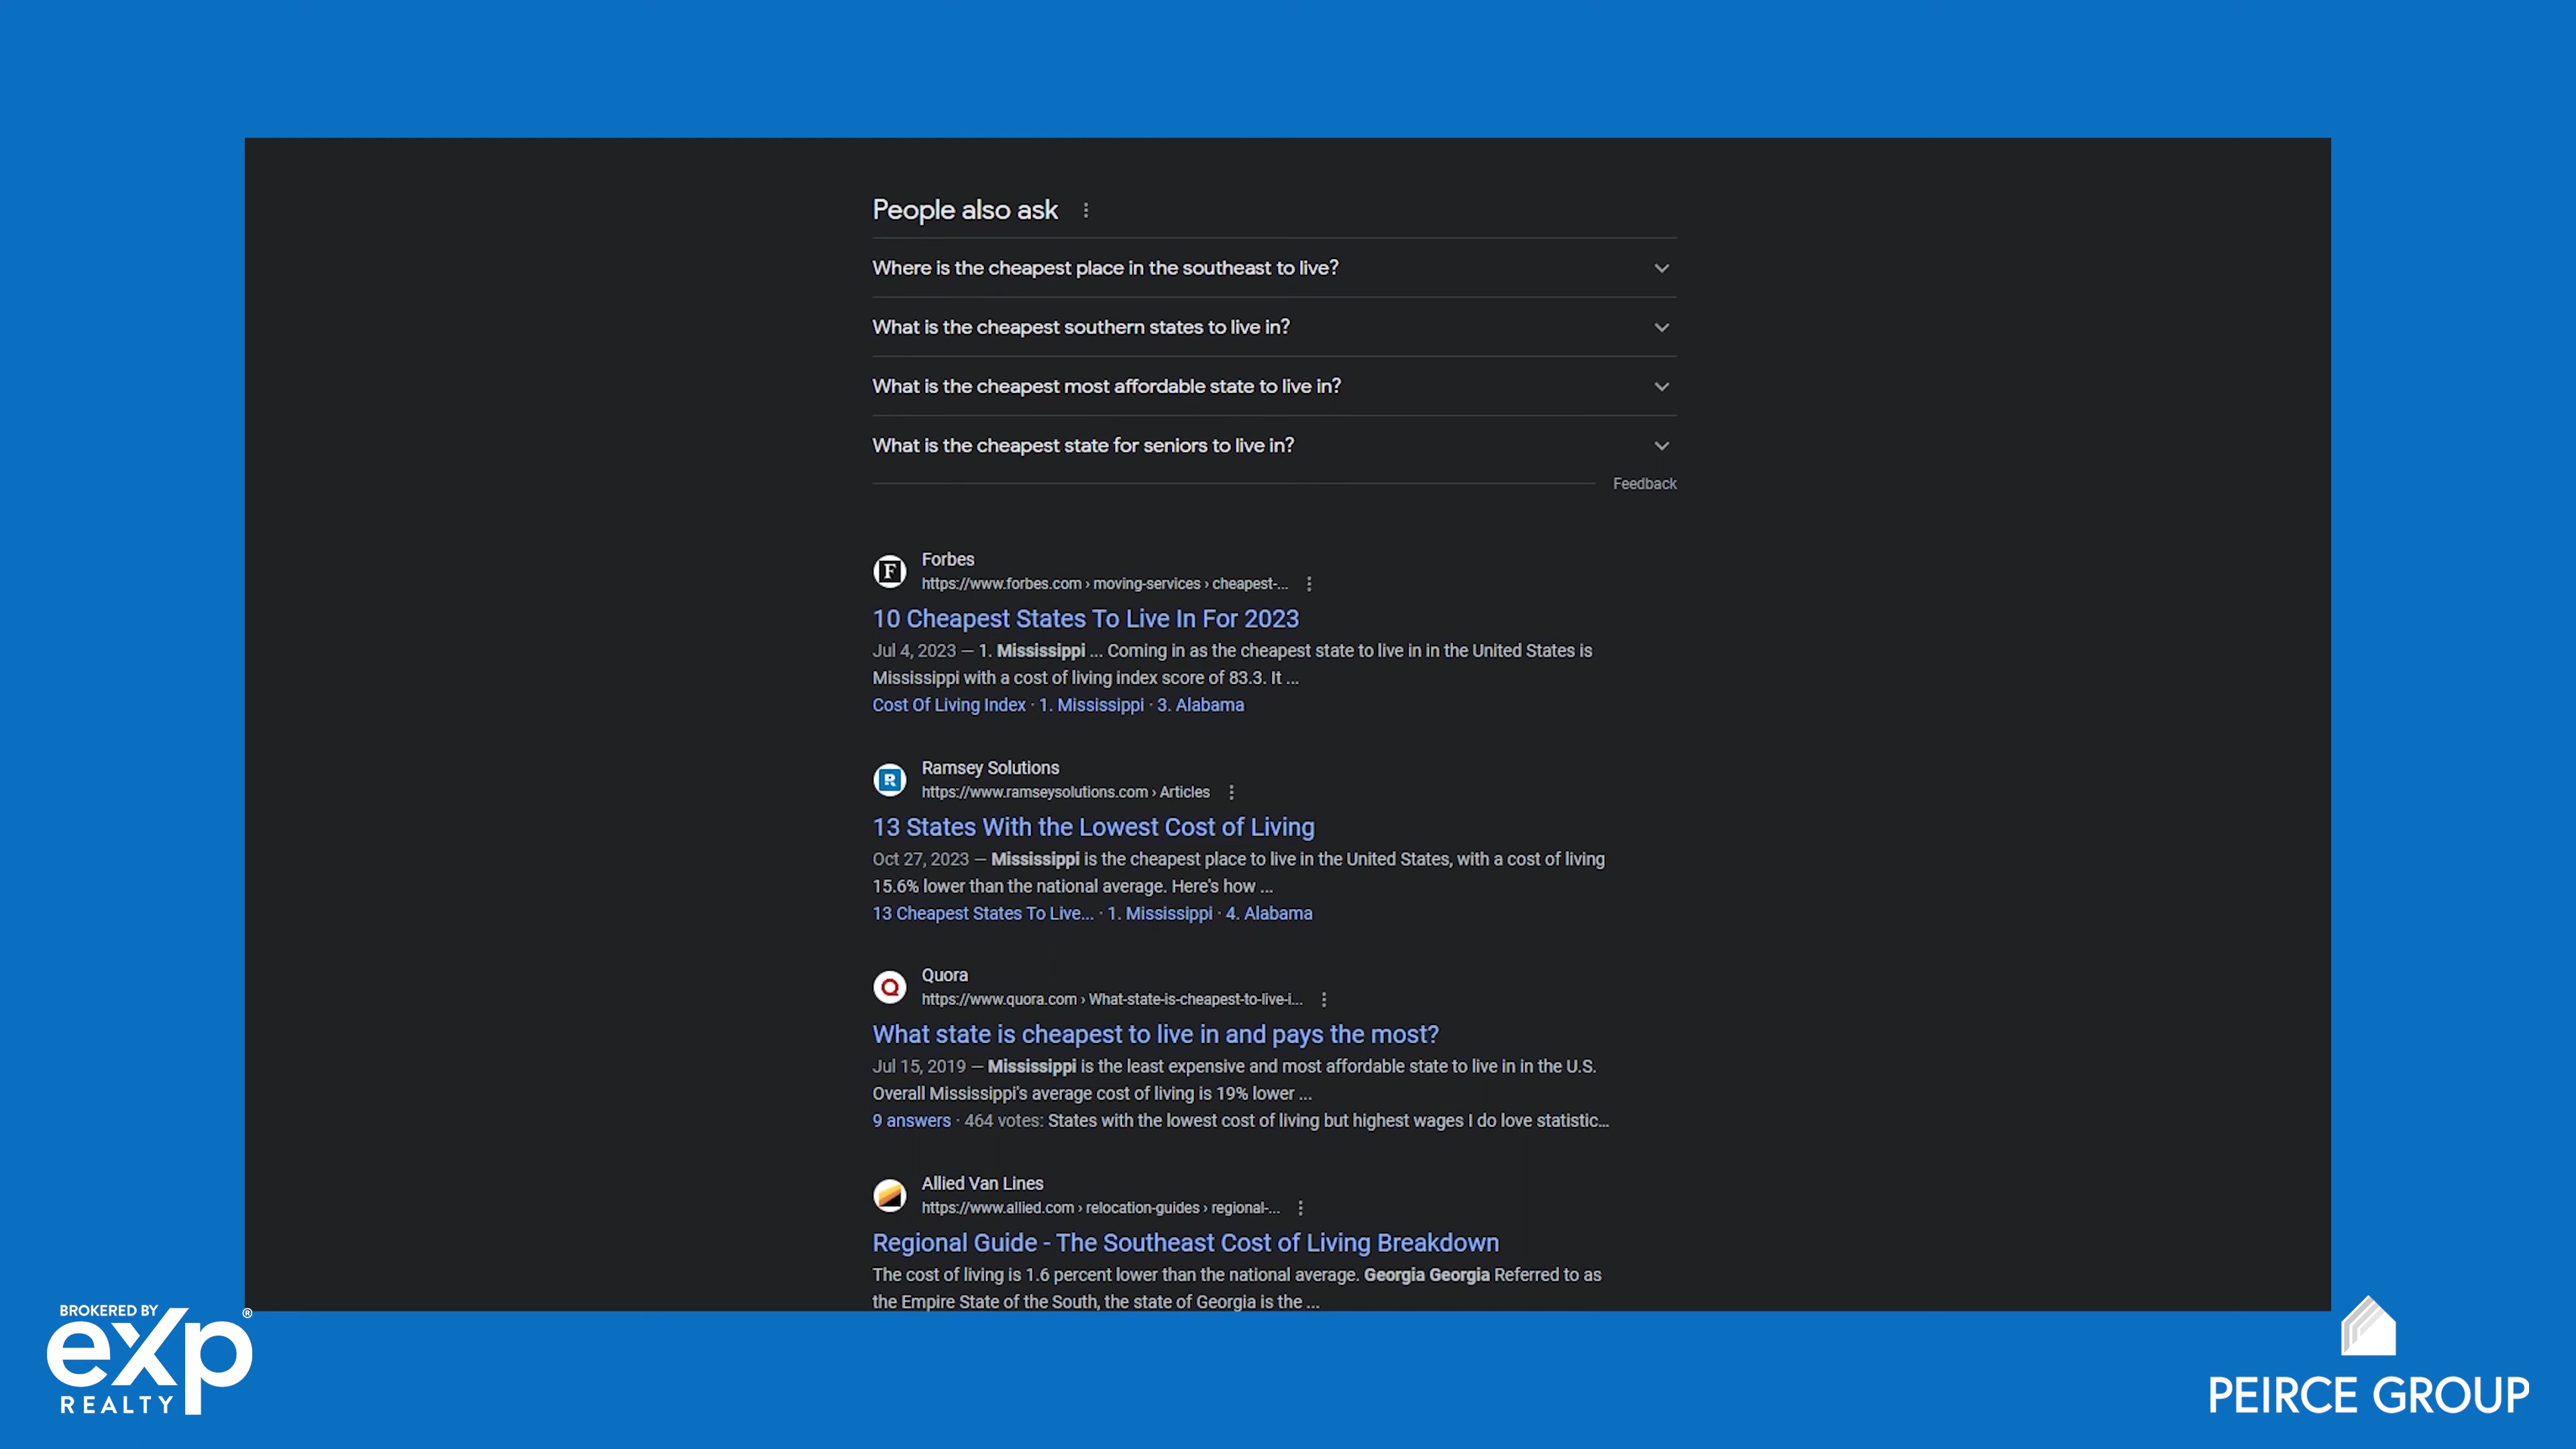 People also ask
Where is the cheapest place in the southeast to live?
What is the cheapest southern states to live in?
What is the cheapest most affordable state to live in?
What is the cheapest state for seniors to live in?
Feedback
Forbes
https://www.forbes.com › moving-services › cheapest-...
10 Cheapest States To Live In For 2023
Jul 4, 2023 — 1. Mississippi ... Coming in as the cheapest state to live in in the United States is
Mississippi with a cost of living index score of 83.3. It ...
Cost Of Living Index · 1. Mississippi · 3. Alabama
Ramsey Solutions
https://www.ramseysolutions.com › Articles
13 States With the Lowest Cost of Living
Oct 27, 2023 — Mississippi is the cheapest place to live in the United States, with a cost of living
15.6% lower than the national average. Here's how ...
13 Cheapest States To Live... · 1. Mississippi · 4. Alabama
Quora
https://www.quora.com › What-state-is-cheapest-to-live-i...
What state is cheapest to live in and pays the most?
Jul 15, 2019 — Mississippi is the least expensive and most affordable state to live in in the U.S.
Overall Mississippi's average cost of living is 19% lower ...
9 answers · 464 votes: States with the lowest cost of living but highest wages I do love statistic...
Allied Van Lines
https://www.allied.com › relocation-guides › regional-...
Regional Guide - The Southeast Cost of Living Breakdown
The cost of living is 1.6 percent lower than the national average. Georgia Georgia Referred to as
the Empire State of the South, the state of Georgia is the ...
BROKERED BY
eXp®
REALTY
PEIRCE GROUP